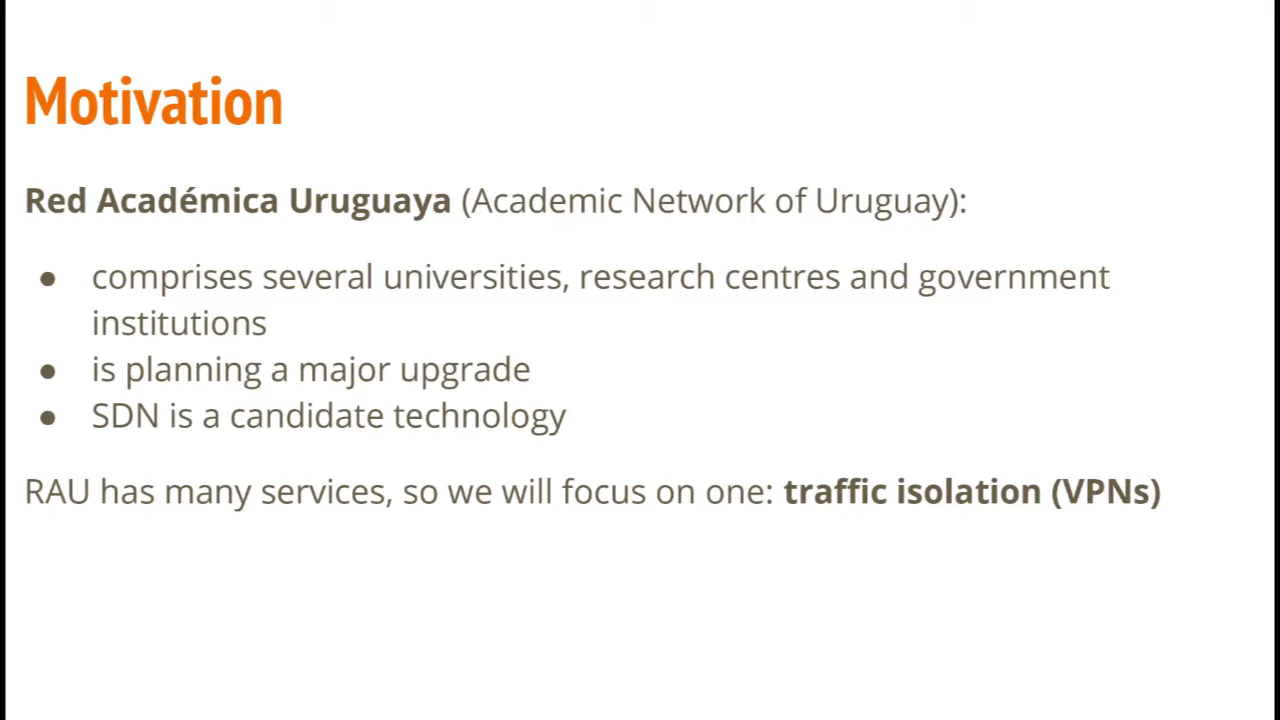 Motivation
Red Académica Uruguaya (Academic Network of Uruguay):
● comprises several universities, research centres and government
institutions
● is planning a major upgrade
● SDN is a candidate technology
RAU has many services, so we will focus on one: traffic isolation (VPNs)